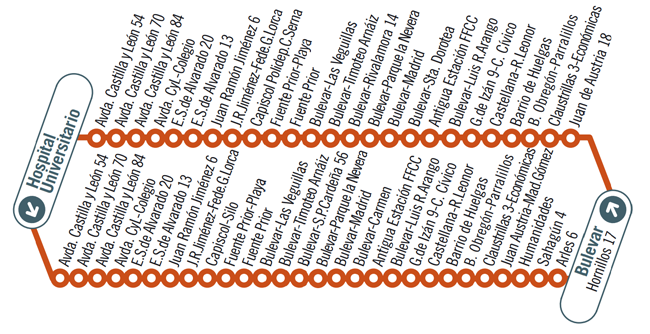 Hospital
Universitario
Avda. Castilla y León 54
Avda. Castilla y León 70
Avda. Castilla y León 84
Avda. CyL-Colegio
E.S.de Alvarado 20
E.S.de Alvarado 13
Juan Ramón Jiménez 6
J.R.Jiménez-Fede.G.Lorca
Capiscol Polidep.C.Serna
Fuente Prior-Playa
Fuente Prior
Bulevar-Las Veguillas
Bulevar-Timoteo Arnáiz
Bulevar-Rivalamora 14
Bulevar-Parque la Nevera
Bulevar-Madrid
Bulevar-Sta. Dorotea
Antigua Estación FFCC
Bulevar-Luis R.Arango
G.de Izán 9-C. Cívico
Castellana-R.Leonor
Barrio de Huelgas
B. Obregón-Parralillos
Claustrillas 3-Económicas
Juan de Austria 18
Avda. Castilla y León 54
Avda. Castilla y León 70
Avda. Castilla y León 84
Avda. CyL-Colegio
E.S.de Alvarado 20
E.S.de Alvarado 13
Juan Ramón Jiménez 6
J.R.Jiménez-Fede.G.Lorca
Capiscol-Silo
Fuente Prior-Playa
Fuente Prior
Bulevar-Las Veguillas
Bulevar-Timoteo Arnáiz
Bulevar-S.P.Cardeña 56
Bulevar-Parque la Nevera
Bulevar-Madrid
Bulevar-Carmen
Antigua Estación FFCC
Bulevar-Luis R.Arango
G.de Izán 9-C. Cívico
Castellana-R.Leonor
Barrio de Huelgas
B. Obregón-Parralillos
Claustrillas 3-Económicas
Juan Austria-Mad.Gómez
Humanidades
Sahagún 4
Arles 6
Bulevar
Hornillos 17